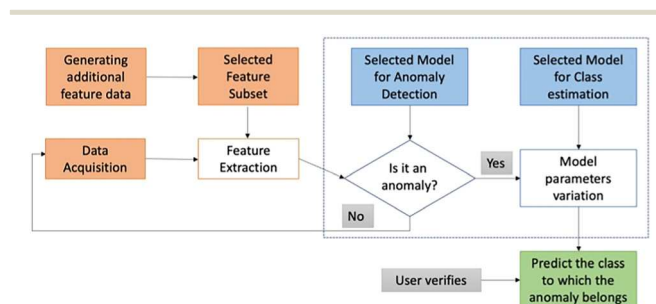 Generating
additional
feature data
Selected
Feature
Subset
Selected Model
for Anomaly
Detection
Selected Model
for Class
estimation
Data
Acquisition
Feature
Extraction
Is it an
anomaly?
Yes
Model
parameters
variation
No
User verifies
Predict the class
to which the
anomaly belongs